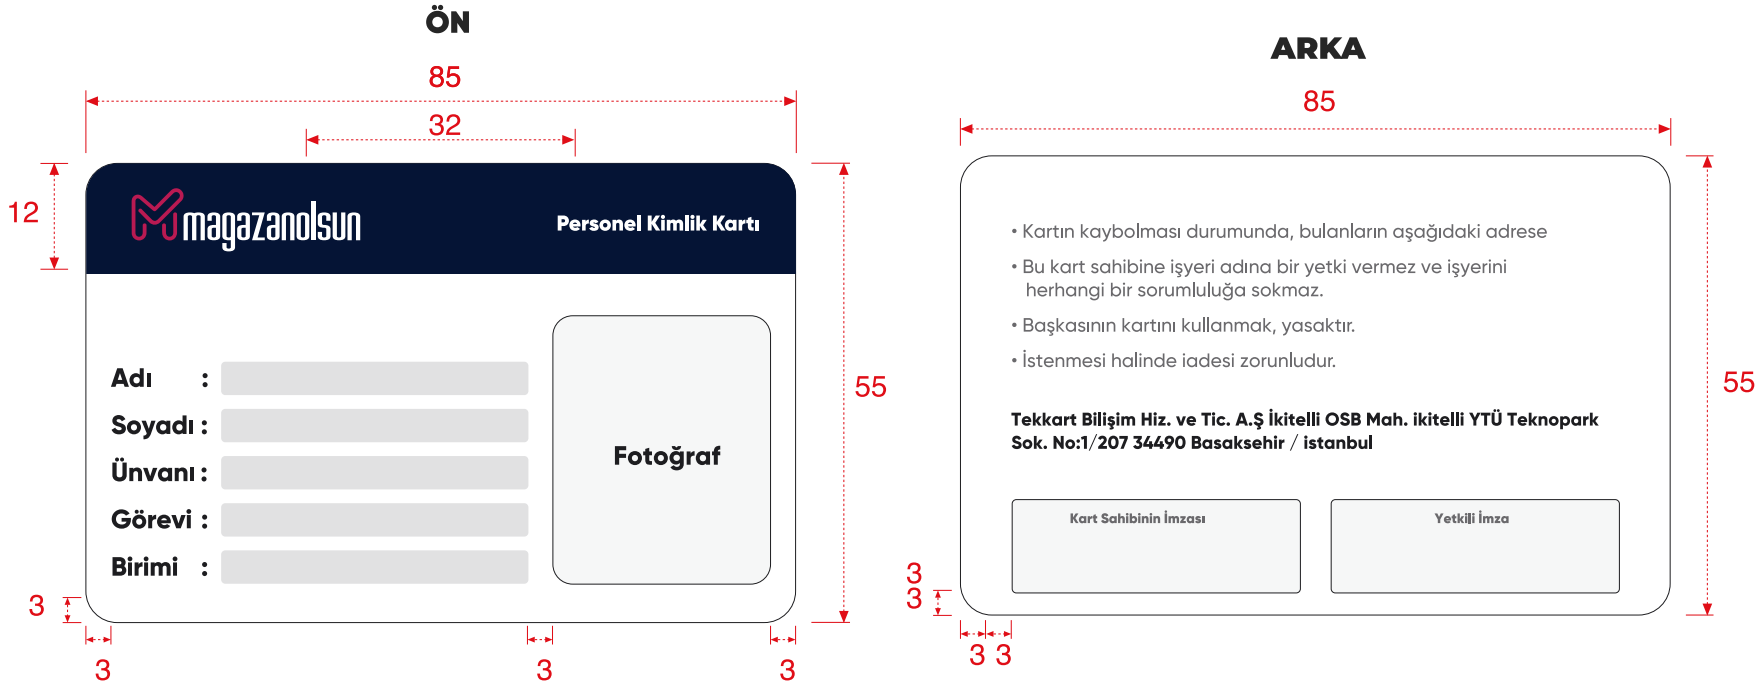 ÖN
85
32
12
magazanolsun
Personel Kimlik Kartı
Adı :
Soyadı :
Ünvanı :
Görevi :
Birimi :
Fotoğraf
55
3
3
3
3
ARKA
85
• Kartın kaybolması durumunda, bulanların aşağıdaki adrese
• Bu kart sahibine işyeri adına bir yetki vermez ve işyerini
herhangi bir sorumluluğa sokmaz.
• Başkasının kartını kullanmak, yasaktır.
• İstenmesi halinde iadesi zorunludur.
Tekkart Bilişim Hiz. ve Tic. A.Ş İkitelli OSB Mah. ikitelli YTÜ Teknopark
Sok. No:1/207 34490 Basaksehir / istanbul
Kart Sahibinin İmzası
Yetkili İmza
55
3
3
3 3